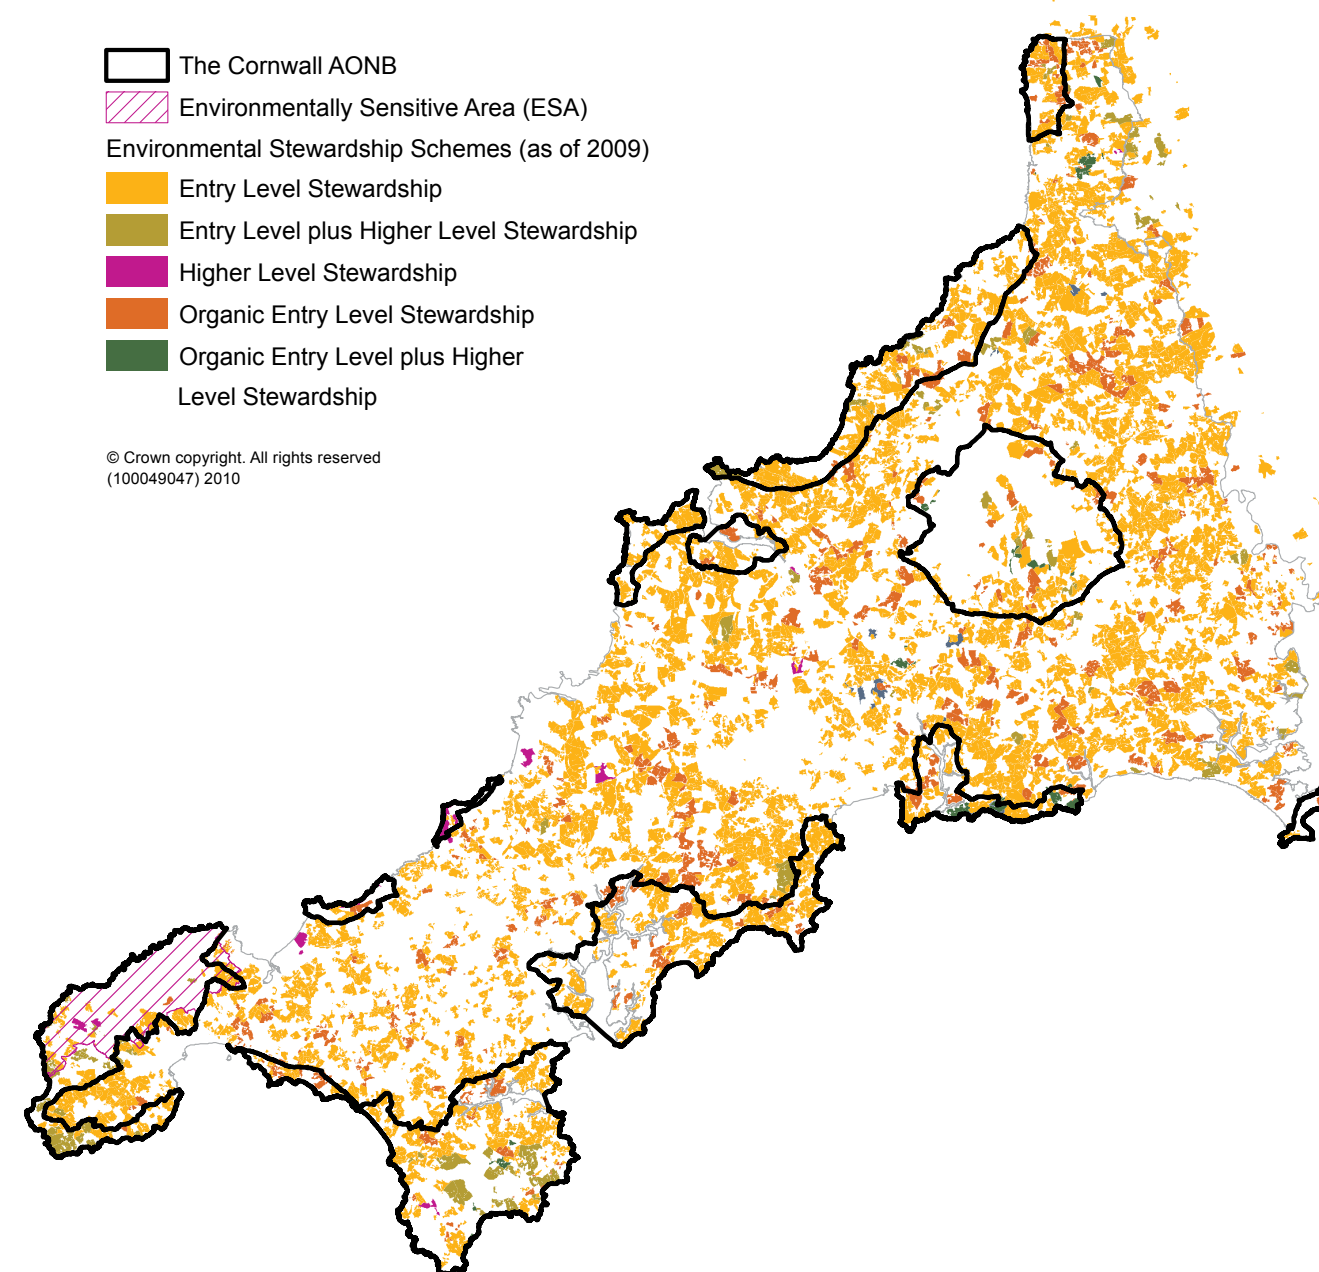 The Cornwall AONB
Environmentally Sensitive Area (ESA)
Environmental Stewardship Schemes (as of 2009)
Entry Level Stewardship
Entry Level plus Higher Level Stewardship
Higher Level Stewardship
Organic Entry Level Stewardship
Organic Entry Level plus Higher
Level Stewardship
© Crown copyright. All rights reserved
(100049047) 2010